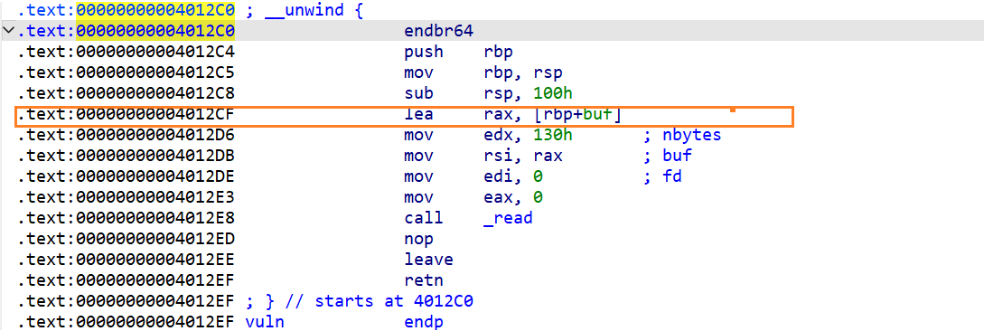 .text:00000000004012C0 ; __unwind {
.text:00000000004012C0 endbr64
.text:00000000004012C4 push rbp
.text:00000000004012C5 mov rbp, rsp
.text:00000000004012C8 sub rsp, 100h
.text:00000000004012CF lea rax, [rbp+buf]
.text:00000000004012D6 mov edx, 130h ; nbytes
.text:00000000004012DB mov rsi, rax ; buf
.text:00000000004012DE mov edi, 0 ; fd
.text:00000000004012E3 mov eax, 0
.text:00000000004012E8 call _read
.text:00000000004012ED nop
.text:00000000004012EE leave
.text:00000000004012EF retn
.text:00000000004012EF ; } // starts at 4012C0
.text:00000000004012EF vuln endp